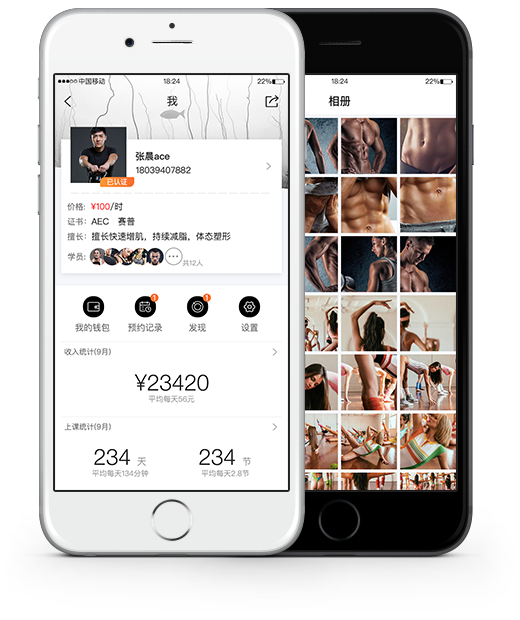 中国移动 18:24 22%
我
张晨ace
18039407882
已认证
价格: ¥100/时
证书: AEC 赛普
擅长: 擅长快速增肌，持续减脂，体态塑形
学员: 共12人
我的钱包 预约记录 发现 设置
收入统计(9月)
¥23420
平均每天56元
上课统计(9月)
234 天 234 节
平均每天134分钟 平均每天2.8节
18:24 22%
相册